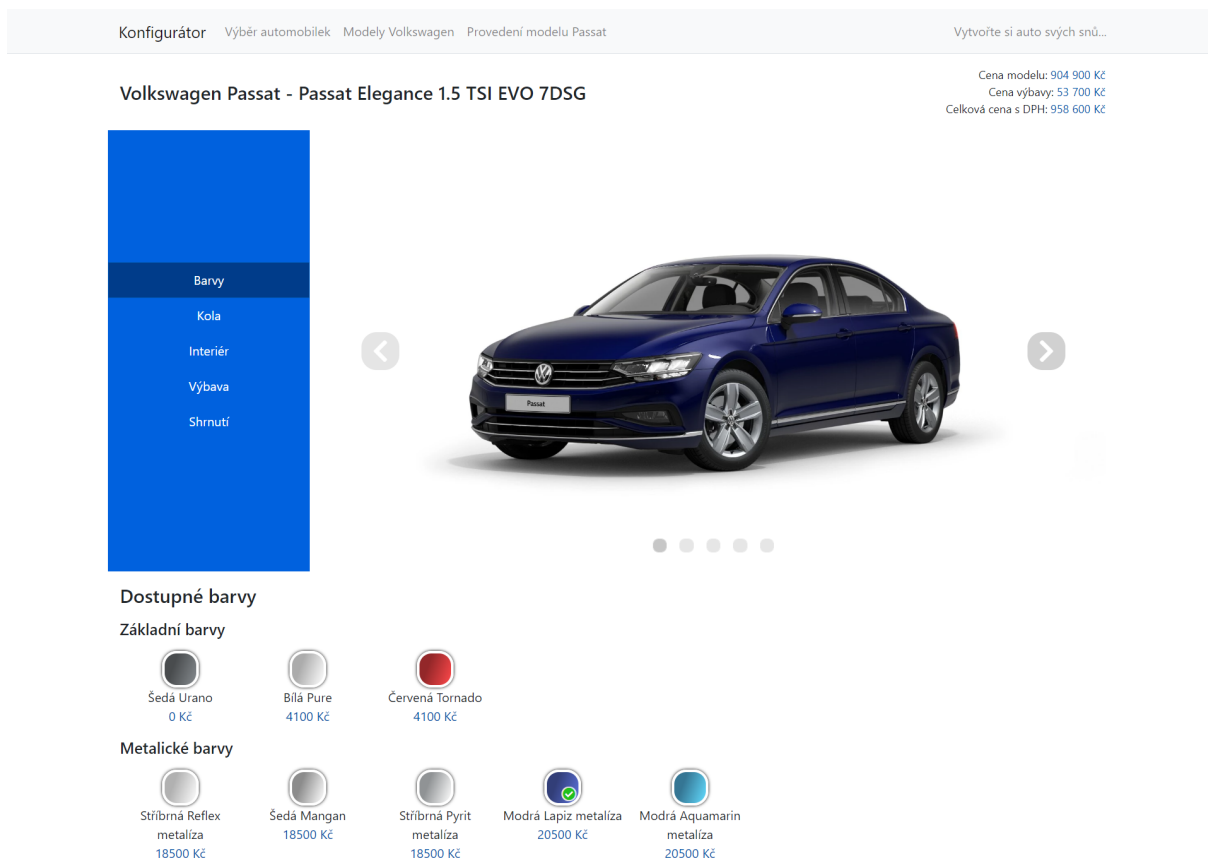 Konfigurátor Výběr automobilek Modely Volkswagen Provedení modelu Passat Vytvořte si auto svých snů...
Volkswagen Passat - Passat Elegance 1.5 TSI EVO 7DSG
Cena modelu: 904 900 Kč
Cena výbavy: 53 700 Kč
Celková cena s DPH: 958 600 Kč
Barvy
Kola
Interiér
Výbava
Shrnutí
Passat
Dostupné barvy
Základní barvy
Šedá Urano
0 Kč
Bílá Pure
4100 Kč
Červená Tornado
4100 Kč
Metalické barvy
Stříbrná Reflex
metalíza
18500 Kč
Šedá Mangan
18500 Kč
Stříbrná Pyrit
metalíza
18500 Kč
Modrá Lapiz metalíza
20500 Kč
Modrá Aquamarin
metalíza
20500 Kč